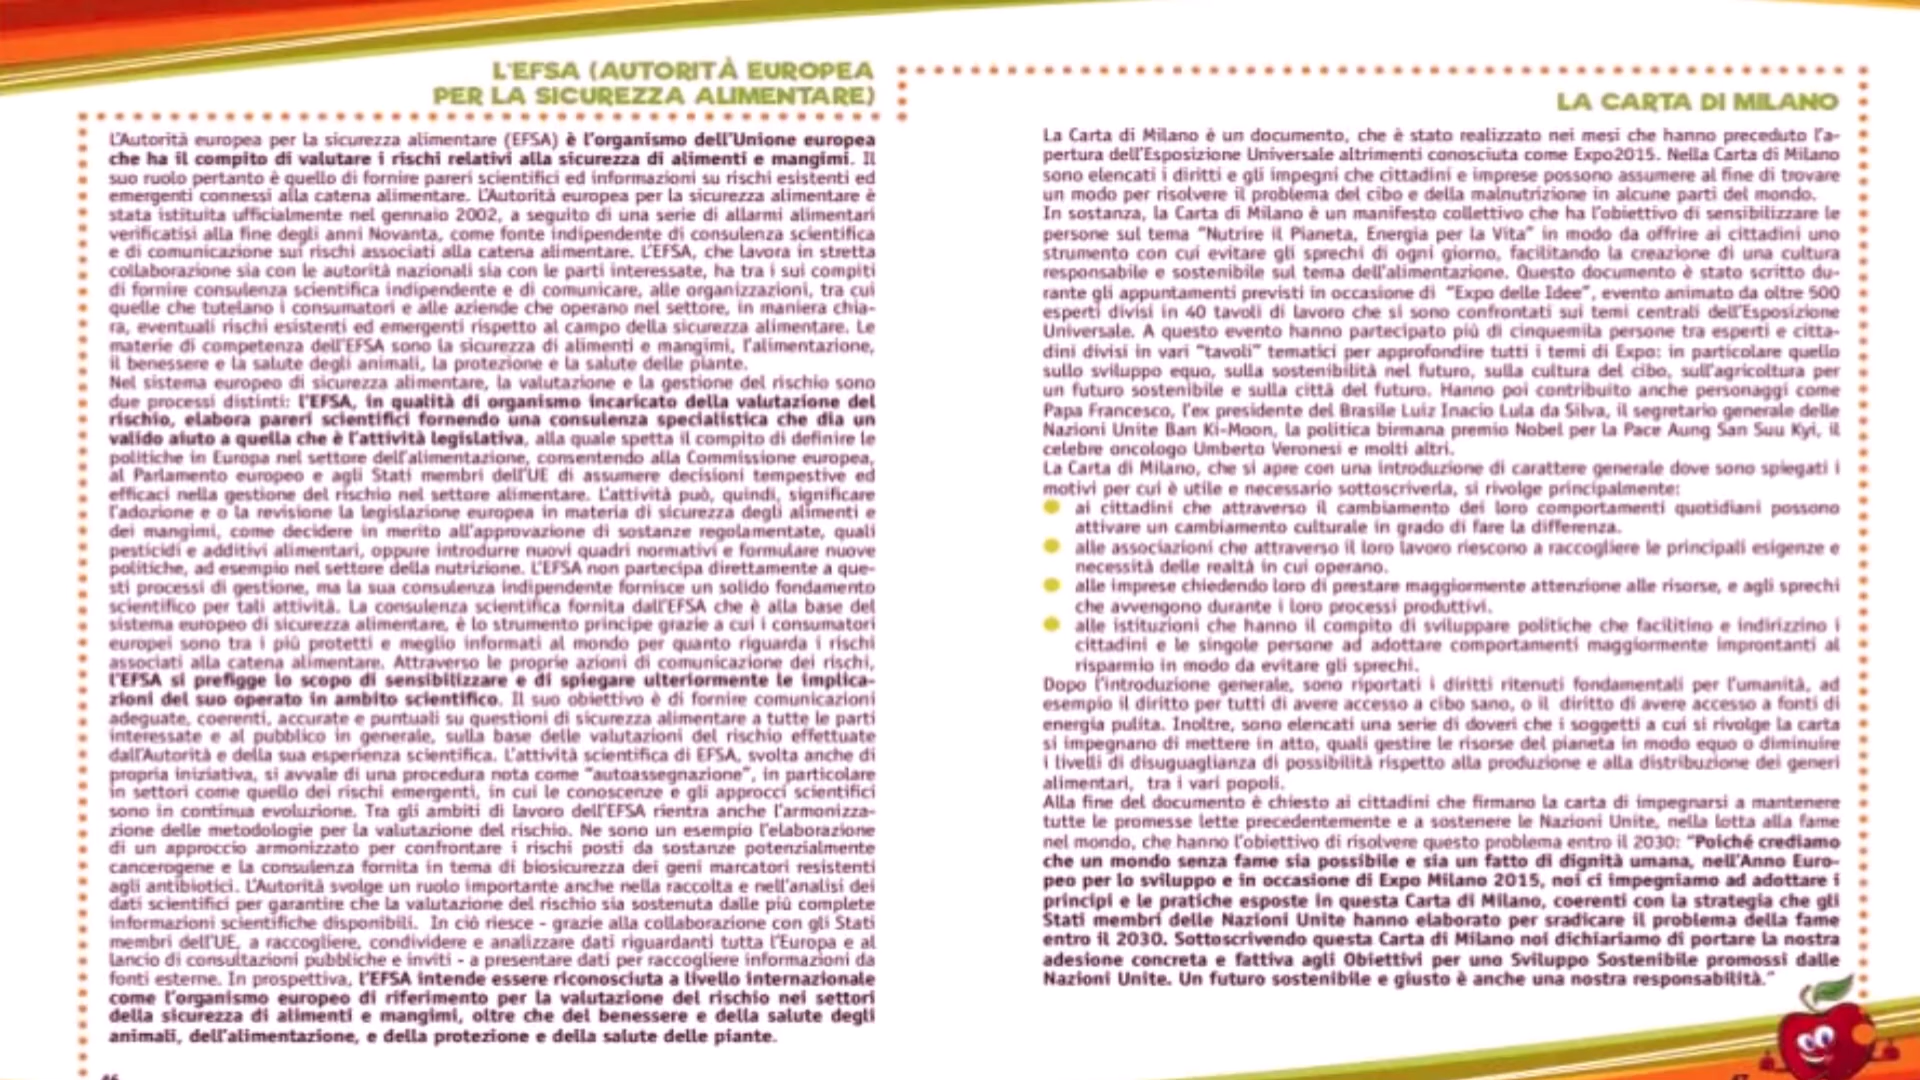 L'EFSA (AUTORITÀ EUROPEA
PER LA SICUREZZA ALIMENTARE)
L'Autorità europea per la sicurezza alimentare (EFSA) è l'organismo dell'Unione europea
che ha il compito di valutare i rischi relativi alla sicurezza di alimenti e mangimi. Il
suo ruolo pertanto è quello di fornire pareri scientifici ed informazioni su rischi esistenti ed
emergenti connessi alla catena alimentare. L'Autorità europea per la sicurezza alimentare è
stata istituita ufficialmente nel gennaio 2002, a seguito di una serie di allarmi alimentari
verificatisi alla fine degli anni Novanta, come fonte indipendente di consulenza scientifica
e di comunicazione sui rischi associati alla catena alimentare. L'EFSA, che lavora in stretta
collaborazione sia con le autorità nazionali sia con le parti interessate, ha tra i sui compiti
di fornire consulenza scientifica indipendente e di comunicare, alle organizzazioni, tra cui
quelle che tutelano i consumatori e alle aziende che operano nel settore, in maniera chia-
ra, eventuali rischi esistenti ed emergenti rispetto al campo della sicurezza alimentare. Le
materie di competenza dell'EFSA sono la sicurezza di alimenti e mangimi, l'alimentazione,
il benessere e la salute degli animali, la protezione e la salute delle piante.
Nel sistema europeo di sicurezza alimentare, la valutazione e la gestione del rischio sono
due processi distinti: l'EFSA, in qualità di organismo incaricato della valutazione del
rischio, elabora pareri scientifici fornendo una consulenza specialistica che dia un
valido aiuto a quella che è l'attività legislativa, alla quale spetta il compito di definire le
politiche in Europa nel settore dell'alimentazione, consentendo alla Commissione europea,
al Parlamento europeo e agli Stati membri dell'UE di assumere decisioni tempestive ed
efficaci nella gestione del rischio nel settore alimentare. L'attività può, quindi, significare
l'adozione e o la revisione la legislazione europea in materia di sicurezza degli alimenti e
dei mangimi, come decidere in merito all'approvazione di sostanze regolamentate, quali
pesticidi e additivi alimentari, oppure introdurre nuovi quadri normativi e formulare nuove
politiche, ad esempio nel settore della nutrizione. L'EFSA non partecipa direttamente a que-
sti processi di gestione, ma la sua consulenza indipendente fornisce un solido fondamento
scientifico per tali attività. La consulenza scientifica fornita dall'EFSA che è alla base del
sistema europeo di sicurezza alimentare, è lo strumento principe grazie a cui i consumatori
europei sono tra i più protetti e meglio informati al mondo per quanto riguarda i rischi
associati alla catena alimentare. Attraverso le proprie azioni di comunicazione dei rischi,
l'EFSA si prefigge lo scopo di sensibilizzare e di spiegare ulteriormente le implica-
zioni del suo operato in ambito scientifico. Il suo obiettivo è di fornire comunicazioni
adeguate, coerenti, accurate e puntuali su questioni di sicurezza alimentare a tutte le parti
interessate e al pubblico in generale, sulla base delle valutazioni del rischio effettuate
dall'Autorità e della sua esperienza scientifica. L'attività scientifica di EFSA, svolta anche di
propria iniziativa, si avvale di una procedura nota come "autoassegnazione", in particolare
in settori come quello dei rischi emergenti, in cui le conoscenze e gli approcci scientifici
sono in continua evoluzione. Tra gli ambiti di lavoro dell'EFSA rientra anche l'armonizza-
zione delle metodologie per la valutazione del rischio. Ne sono un esempio l'elaborazione
di un approccio armonizzato per confrontare i rischi posti da sostanze potenzialmente
cancerogene e la consulenza fornita in tema di biosicurezza dei geni marcatori resistenti
agli antibiotici. L'Autorità svolge un ruolo importante anche nella raccolta e nell'analisi dei
dati scientifici per garantire che la valutazione del rischio sia sostenuta dalle più complete
informazioni scientifiche disponibili. In ciò riesce - grazie alla collaborazione con gli Stati
membri dell'UE, a raccogliere, condividere e analizzare dati riguardanti tutta l'Europa e al
lancio di consultazioni pubbliche e inviti - a presentare dati per raccogliere informazioni da
fonti esterne. In prospettiva, l'EFSA intende essere riconosciuta a livello internazionale
come l'organismo europeo di riferimento per la valutazione del rischio nei settori
della sicurezza di alimenti e mangimi, oltre che del benessere e della salute degli
animali, dell'alimentazione, e della protezione e della salute delle piante.
LA CARTA DI MILANO
La Carta di Milano è un documento, che è stato realizzato nei mesi che hanno preceduto l'a-
pertura dell'Esposizione Universale altrimenti conosciuta come Expo2015. Nella Carta di Milano
sono elencati i diritti e gli impegni che cittadini e imprese possono assumere al fine di trovare
un modo per risolvere il problema del cibo e della malnutrizione in alcune parti del mondo.
In sostanza, la Carta di Milano è un manifesto collettivo che ha l'obiettivo di sensibilizzare le
persone sul tema "Nutrire il Pianeta, Energia per la Vita" in modo da offrire ai cittadini uno
strumento con cui evitare gli sprechi di ogni giorno, facilitando la creazione di una cultura
responsabile e sostenibile sul tema dell'alimentazione. Questo documento è stato scritto du-
rante gli appuntamenti previsti in occasione di "Expo delle Idee", evento animato da oltre 500
esperti divisi in 40 tavoli di lavoro che si sono confrontati sui temi centrali dell'Esposizione
Universale. A questo evento hanno partecipato più di cinquemila persone tra esperti e citta-
dini divisi in vari "tavoli" tematici per approfondire tutti i temi di Expo: in particolare quello
sullo sviluppo equo, sulla sostenibilità nel futuro, sulla cultura del cibo, sull'agricoltura per
un futuro sostenibile e sulla città del futuro. Hanno poi contribuito anche personaggi come
Papa Francesco, l'ex presidente del Brasile Luiz Inacio Lula da Silva, il segretario generale delle
Nazioni Unite Ban Ki-Moon, la politica birmana premio Nobel per la Pace Aung San Suu Kyi, il
celebre oncologo Umberto Veronesi e molti altri.
La Carta di Milano, che si apre con una introduzione di carattere generale dove sono spiegati i
motivi per cui è utile e necessario sottoscriverla, si rivolge principalmente:
ai cittadini che attraverso il cambiamento dei loro comportamenti quotidiani possono
attivare un cambiamento culturale in grado di fare la differenza.
alle associazioni che attraverso il loro lavoro riescono a raccogliere le principali esigenze e
necessità delle realtà in cui operano.
alle imprese chiedendo loro di prestare maggiormente attenzione alle risorse, e agli sprechi
che avvengono durante i loro processi produttivi.
alle istituzioni che hanno il compito di sviluppare politiche che facilitino e indirizzino i
cittadini e le singole persone ad adottare comportamenti maggiormente improntanti al
risparmio in modo da evitare gli sprechi.
Dopo l'introduzione generale, sono riportati i diritti ritenuti fondamentali per l'umanità, ad
esempio il diritto per tutti di avere accesso a cibo sano, o il diritto di avere accesso a fonti di
energia pulita. Inoltre, sono elencati una serie di doveri che i soggetti a cui si rivolge la carta
si impegnano di mettere in atto, quali gestire le risorse del pianeta in modo equo o diminuire
i livelli di disuguaglianza di possibilità rispetto alla produzione e alla distribuzione dei generi
alimentari, tra i vari popoli.
Alla fine del documento è chiesto ai cittadini che firmano la carta di impegnarsi a mantenere
tutte le promesse lette precedentemente e a sostenere le Nazioni Unite, nella lotta alla fame
nel mondo, che hanno l'obiettivo di risolvere questo problema entro il 2030: "Poiché crediamo
che un mondo senza fame sia possibile e sia un fatto di dignità umana, nell'Anno Euro-
peo per lo sviluppo e in occasione di Expo Milano 2015, noi ci impegniamo ad adottare i
principi e le pratiche esposte in questa Carta di Milano, coerenti con la strategia che gli
Stati membri delle Nazioni Unite hanno elaborato per sradicare il problema della fame
entro il 2030. Sottoscrivendo questa Carta di Milano noi dichiariamo di portare la nostra
adesione concreta e fattiva agli Obiettivi per uno Sviluppo Sostenibile promossi dalle
Nazioni Unite. Un futuro sostenibile e giusto è anche una nostra responsabilità."